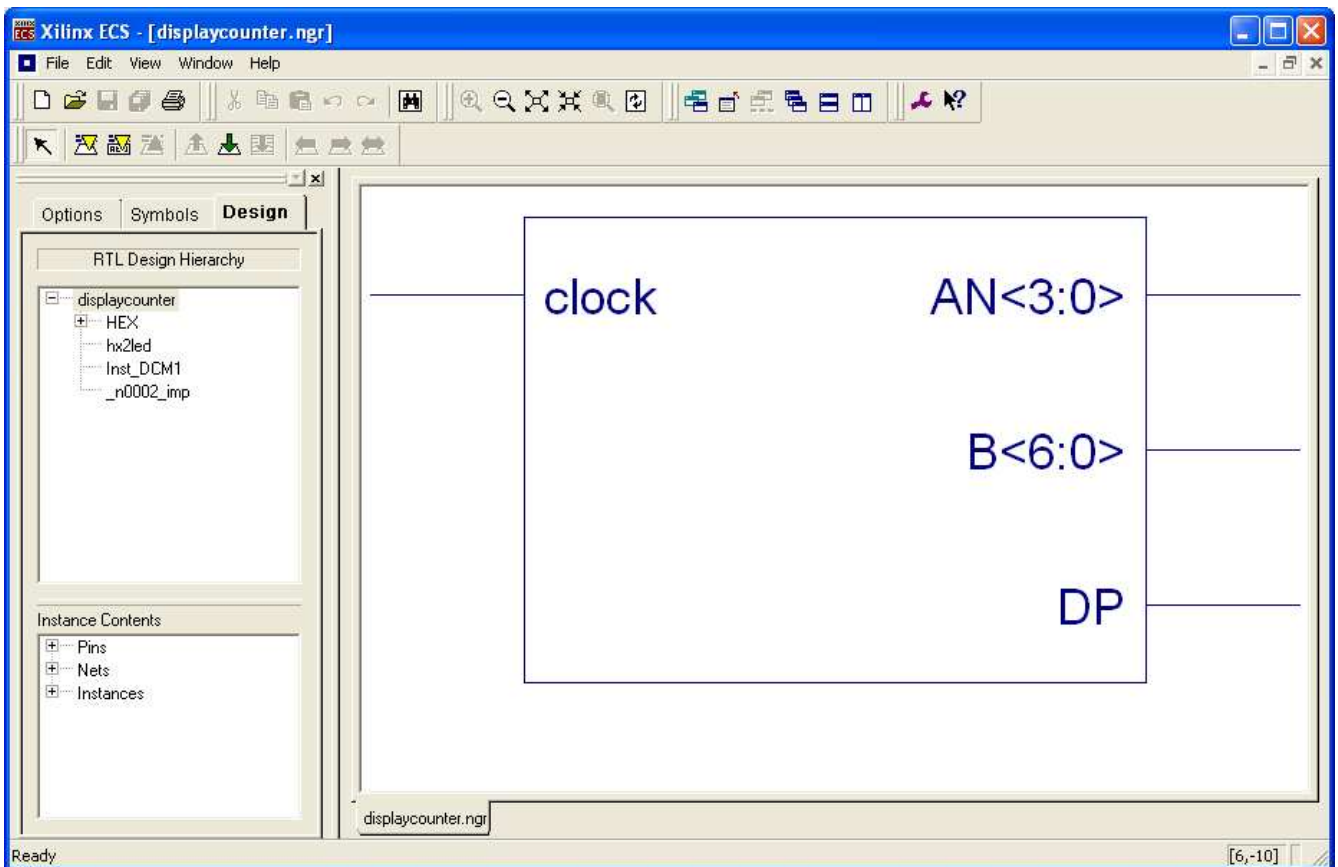 Xilinx ECS - [displaycounter.ngr]
File Edit View Window Help
Options Symbols Design
RTL Design Hierarchy
displaycounter
HEX
hx2led
Inst_DCM1
_n0002_imp
Instance Contents
Pins
Nets
Instances
clock AN<3:0>
B<6:0>
DP
displaycounter.ngr
Ready [6,-10]